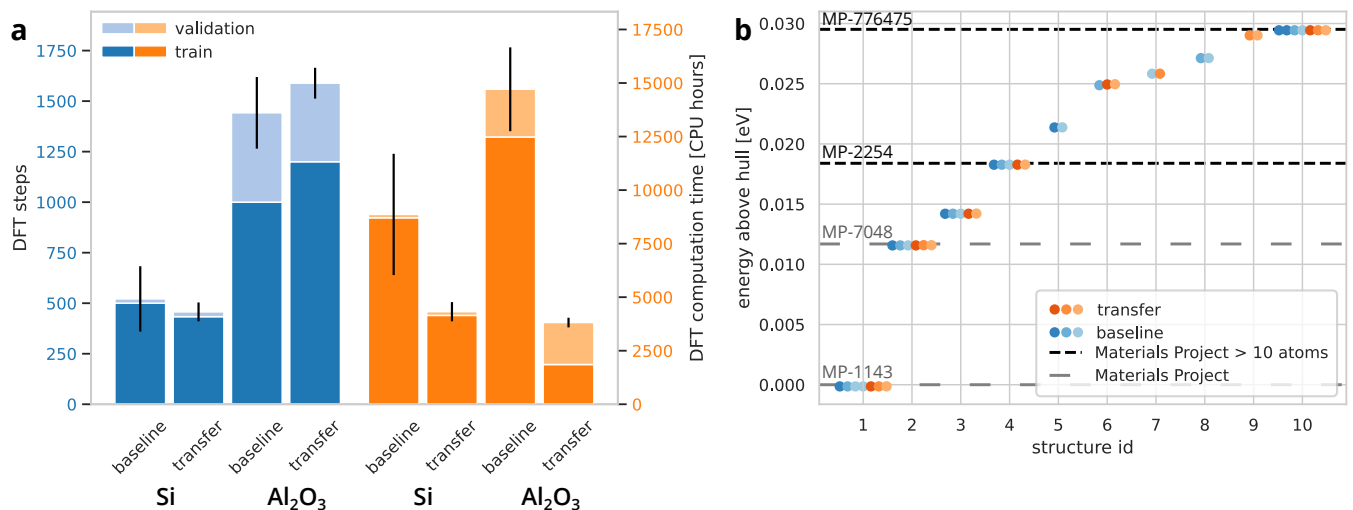 a
validation
train
DFT steps
0
250
500
750
1000
1250
1500
1750
DFT computation time [CPU hours]
0
2500
5000
7500
10000
12500
15000
17500
baseline
transfer
baseline
transfer
baseline
transfer
baseline
transfer
Si
Al₂O₃
Si
Al₂O₃
b
energy above hull [eV]
0.030
0.025
0.020
0.015
0.010
0.005
0.000
MP-776475
MP-2254
MP-7048
MP-1143
transfer
baseline
Materials Project > 10 atoms
Materials Project
1 2 3 4 5 6 7 8 9 10
structure id